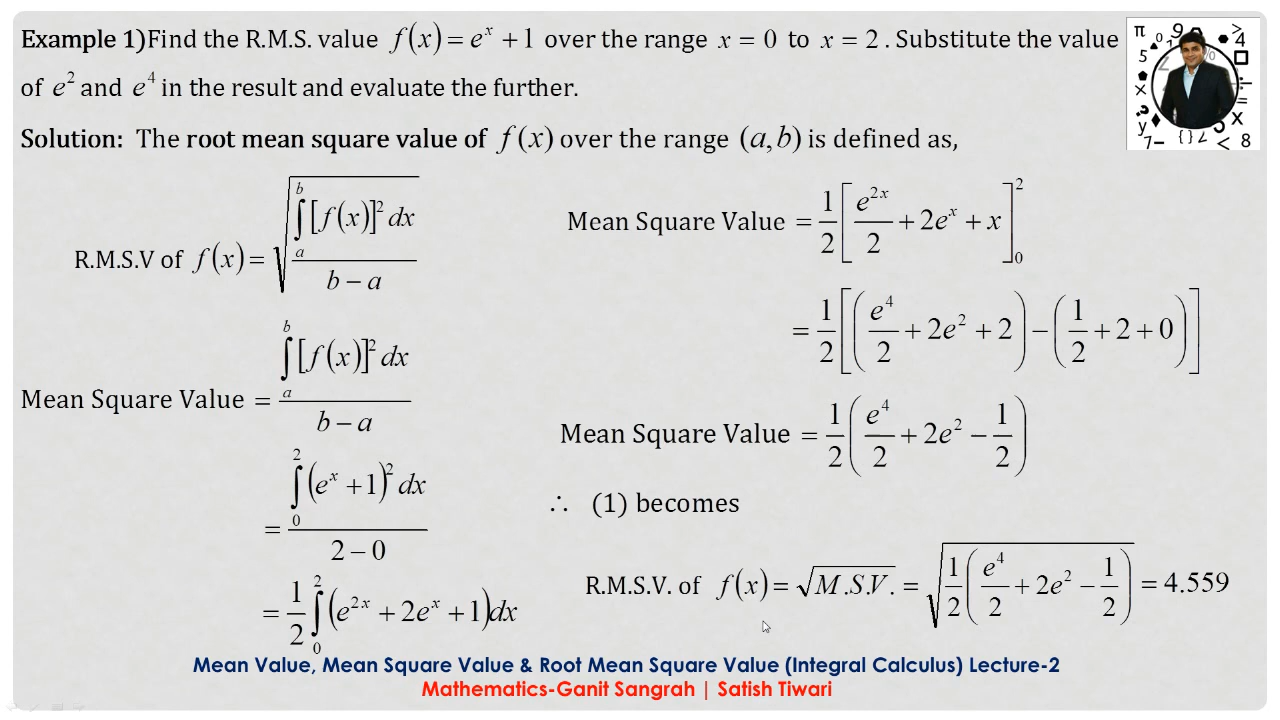 Example 1)Find the R.M.S. value f(x) = e^x + 1 over the range x = 0 to x = 2. Substitute the value
of e^2 and e^4 in the result and evaluate the further.
Solution: The root mean square value of f(x) over the range (a,b) is defined as,
R.M.S.V of f(x) = √(∫_a^b [f(x)]^2 dx / (b − a))
Mean Square Value = ∫_a^b [f(x)]^2 dx / (b − a)
= ∫_0^2 (e^x + 1)^2 dx / (2 − 0)
= 1/2 ∫_0^2 (e^{2x} + 2e^x + 1)dx
Mean Square Value = 1/2 [e^{2x}/2 + 2e^x + x]_0^2
= 1/2 [(e^4/2 + 2e^2 + 2) − (1/2 + 2 + 0)]
Mean Square Value = 1/2 (e^4/2 + 2e^2 − 1/2)
∴ (1) becomes
R.M.S.V. of f(x) = √M.S.V. = √(1/2 (e^4/2 + 2e^2 − 1/2)) = 4.559
Mean Value, Mean Square Value & Root Mean Square Value (Integral Calculus) Lecture-2
Mathematics-Ganit Sangrah | Satish Tiwari